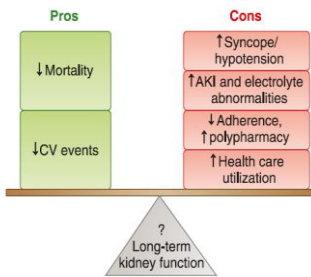 Pros
↓Mortality
↓CV events
Cons
↑Syncope/
hypotension
↑AKI and electrolyte
abnormalities
↓Adherence,
↑polypharmacy
↑Health care
utilization
?
Long-term
kidney function